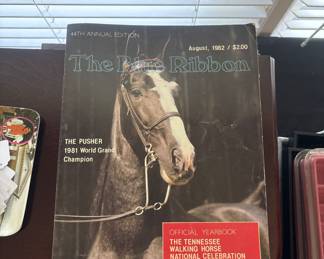 44TH ANNUAL EDITION
August, 1982 / $2.00
The Blue Ribbon
THE PUSHER
1981 World Grand
Champion
OFFICIAL YEARBOOK
THE TENNESSEE
WALKING HORSE
NATIONAL CELEBRATION